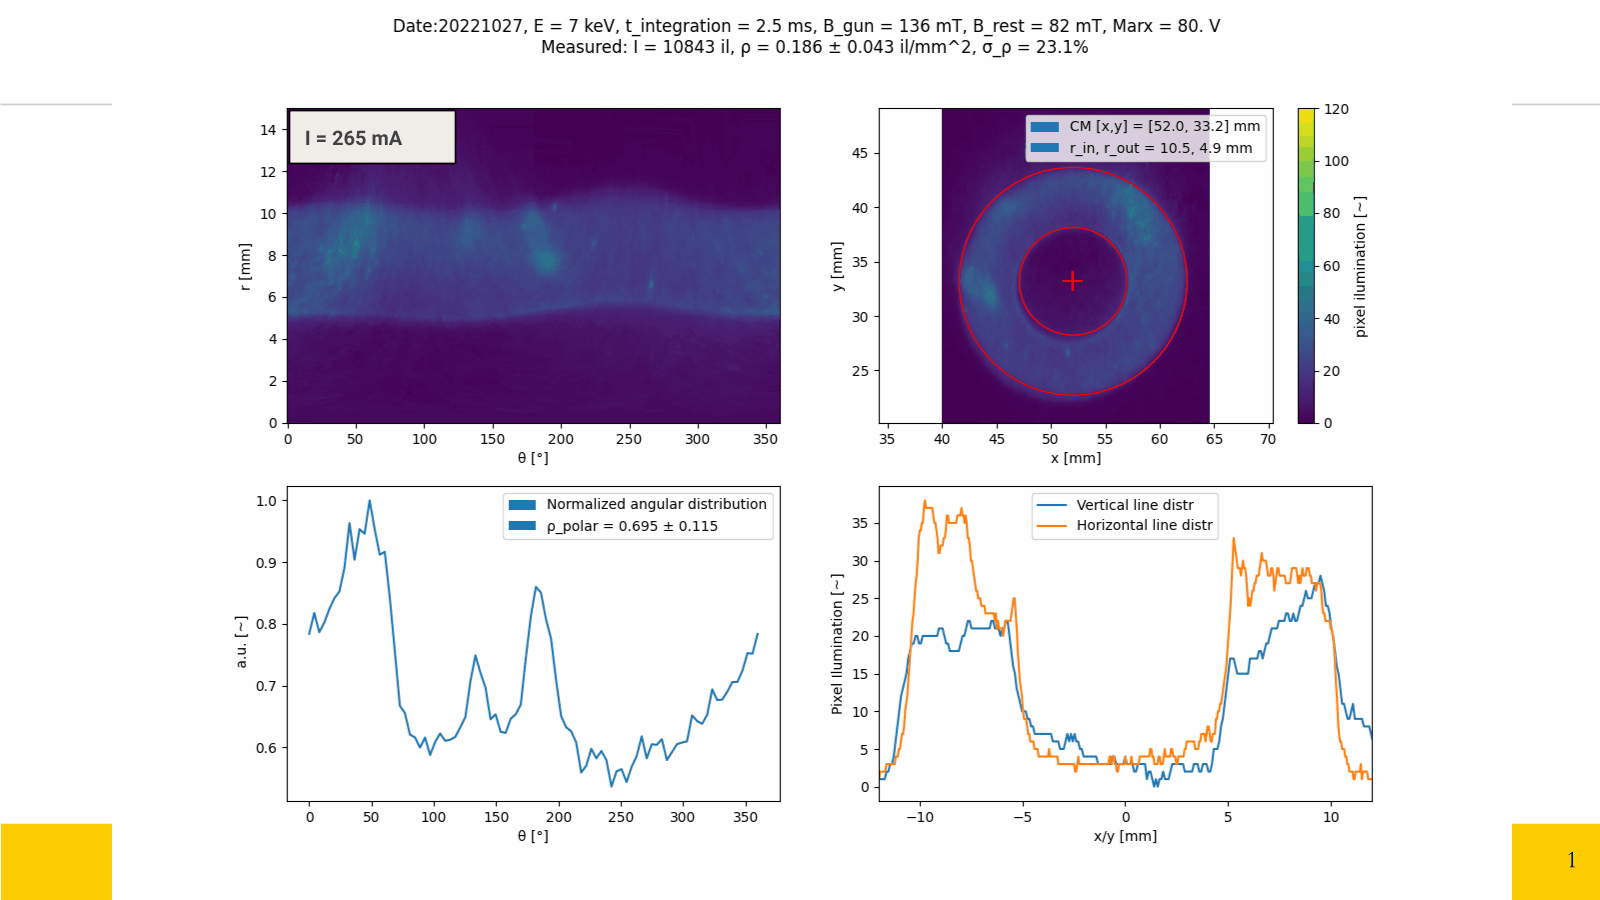 Date:20221027, E = 7 keV, t_integration = 2.5 ms, B_gun = 136 mT, B_rest = 82 mT, Marx = 80. V
Measured: I = 10843 il, ρ = 0.186 ± 0.043 il/mm^2, σ_ρ = 23.1%
I = 265 mA
r [mm]
14
12
10
8
6
4
2
0
0 50 100 150 200 250 300 350
θ [°]
CM [x,y] = [52.0, 33.2] mm
r_in, r_out = 10.5, 4.9 mm
y [mm]
45
40
35
30
25
35 40 45 50 55 60 65 70
x [mm]
120
100
80
60
40
20
0
pixel ilumination [~]
Normalized angular distribution
ρ_polar = 0.695 ± 0.115
a.u. [~]
1.0
0.9
0.8
0.7
0.6
0 50 100 150 200 250 300 350
θ [°]
Vertical line distr
Horizontal line distr
Pixel Ilumination [~]
35
30
25
20
15
10
5
0
−10 −5 0 5 10
x/y [mm]
1